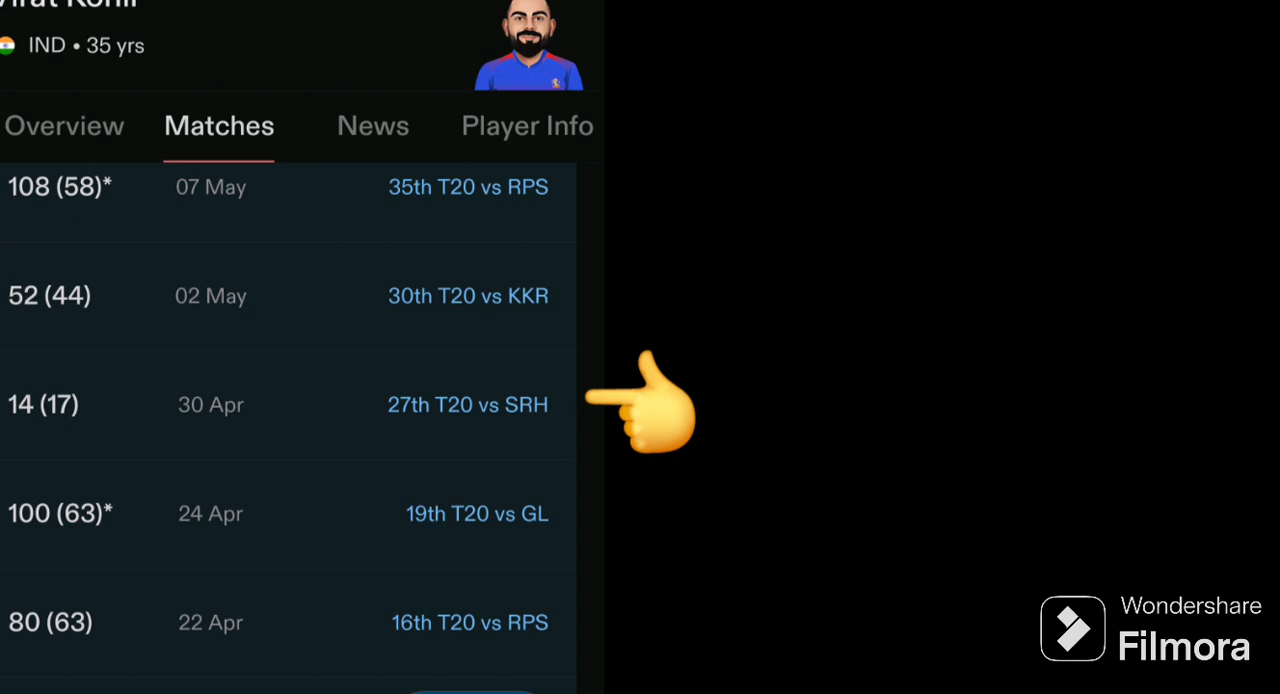 Virat Kohli
IND • 35 yrs
Overview Matches News Player Info
108 (58)* 07 May 35th T20 vs RPS
52 (44) 02 May 30th T20 vs KKR
14 (17) 30 Apr 27th T20 vs SRH
100 (63)* 24 Apr 19th T20 vs GL
80 (63) 22 Apr 16th T20 vs RPS
Wondershare
Filmora